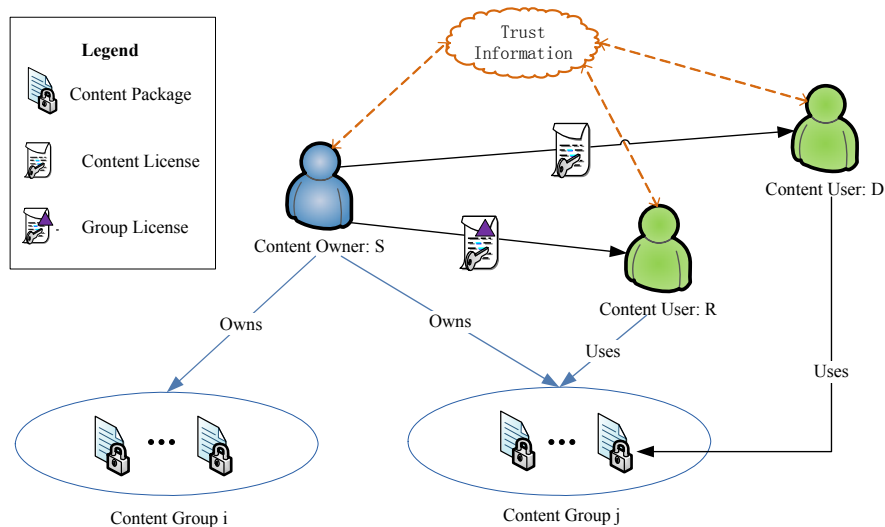 Legend
Content Package
Content License
Group License
.
Trust
Information
Content User: D
Content Owner: S
Content User: R
Owns
Owns
Uses
Uses
Content Group i
Content Group j